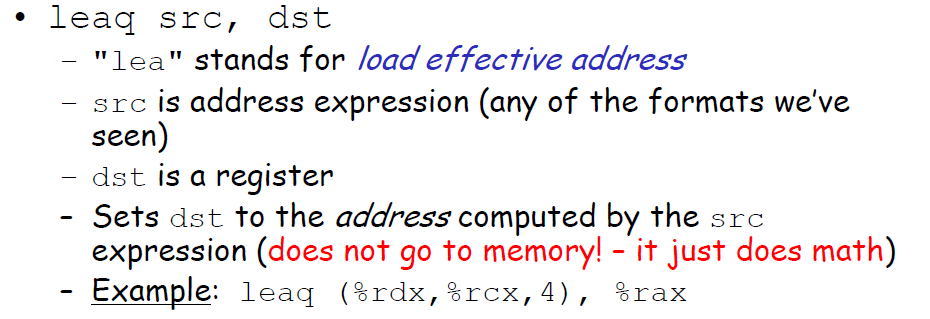 • leaq src, dst
– "lea" stands for load effective address
– src is address expression (any of the formats we've
seen)
– dst is a register
- Sets dst to the address computed by the src
expression (does not go to memory! – it just does math)
- Example: leaq (%rdx,%rcx,4), %rax